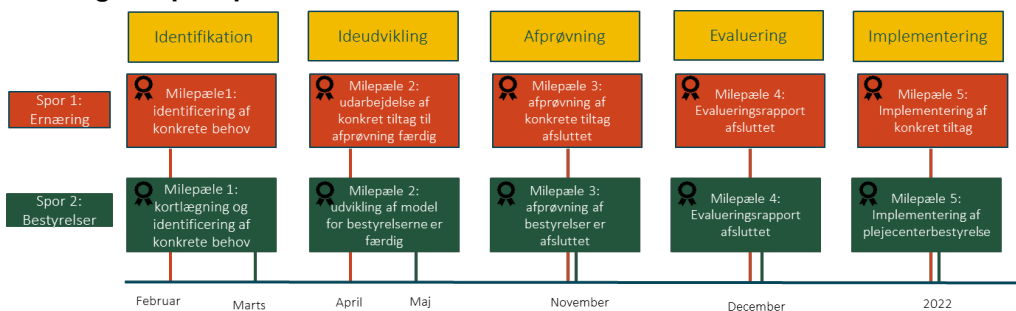 Identifikation
Ideudvikling
Afprøvning
Evaluering
Implementering
Spor 1:
Ernæring
Milepæle1:
identificering af
konkrete behov
Milepæle 2:
udarbejdelse af
konkret tiltag til
afprøvning færdig
Milepæle 3:
afprøvning af
konkrete tiltag
afsluttet
Milepæle 4:
Evalueringsrapport
afsluttet
Milepæle 5:
Implementering af
konkret tiltag
Spor 2:
Bestyrelser
Milepæle 1:
kortlægning og
identificering af
konkrete behov
Milepæle 2:
udvikling af model
for bestyrelserne er
færdig
Milepæle 3:
afprøvning af
bestyrelser er
afsluttet
Milepæle 4:
Evalueringsrapport
afsluttet
Milepæle 5:
Implementering af
plejecenterbestyrelse
Februar
Marts
April
Maj
November
December
2022